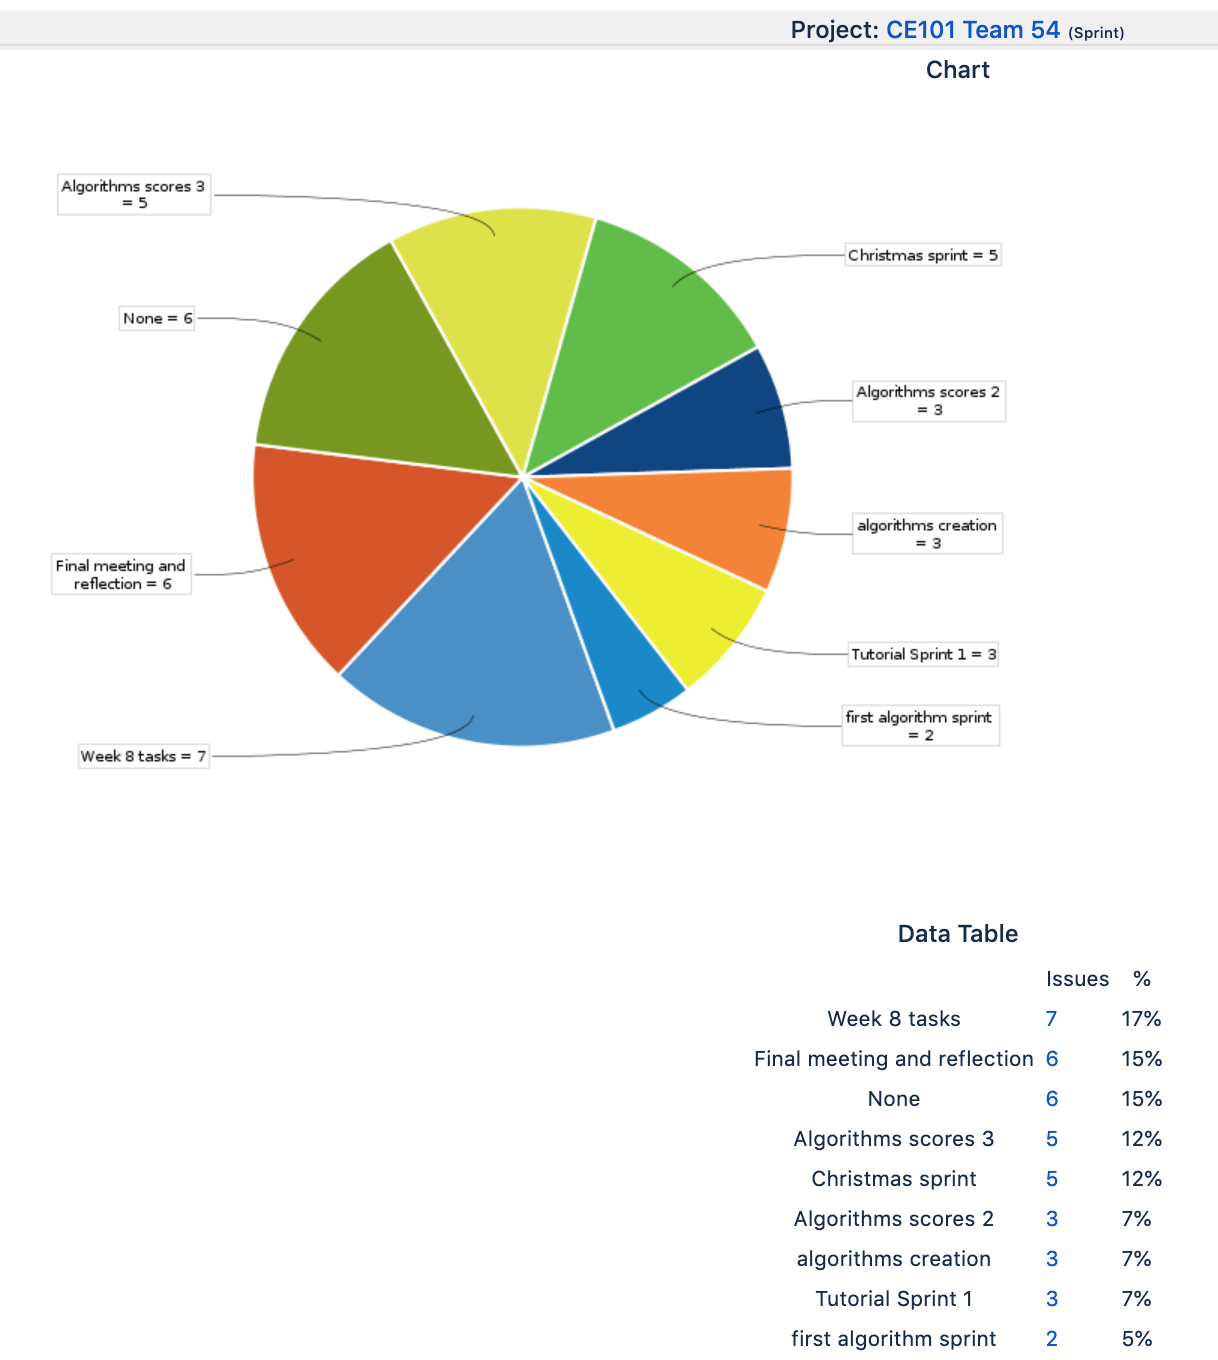 Project: CE101 Team 54 (Sprint)
Chart
Algorithms scores 3
= 5
Christmas sprint = 5
None = 6
Algorithms scores 2
= 3
algorithms creation
= 3
Final meeting and
reflection = 6
Tutorial Sprint 1 = 3
first algorithm sprint
= 2
Week 8 tasks = 7
Data Table
Issues %
Week 8 tasks 7 17%
Final meeting and reflection 6 15%
None 6 15%
Algorithms scores 3 5 12%
Christmas sprint 5 12%
Algorithms scores 2 3 7%
algorithms creation 3 7%
Tutorial Sprint 1 3 7%
first algorithm sprint 2 5%